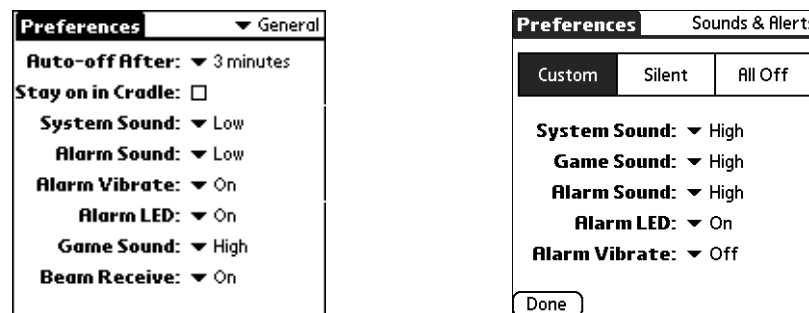 Preferences General
Auto-off After: 3 minutes
Stay on in Cradle:
System Sound: Low
Alarm Sound: Low
Alarm Vibrate: On
Alarm LED: On
Game Sound: High
Beam Receive: On
Preferences Sounds & Alerts
Custom Silent All Off
System Sound: High
Game Sound: High
Alarm Sound: High
Alarm LED: On
Alarm Vibrate: Off
Done